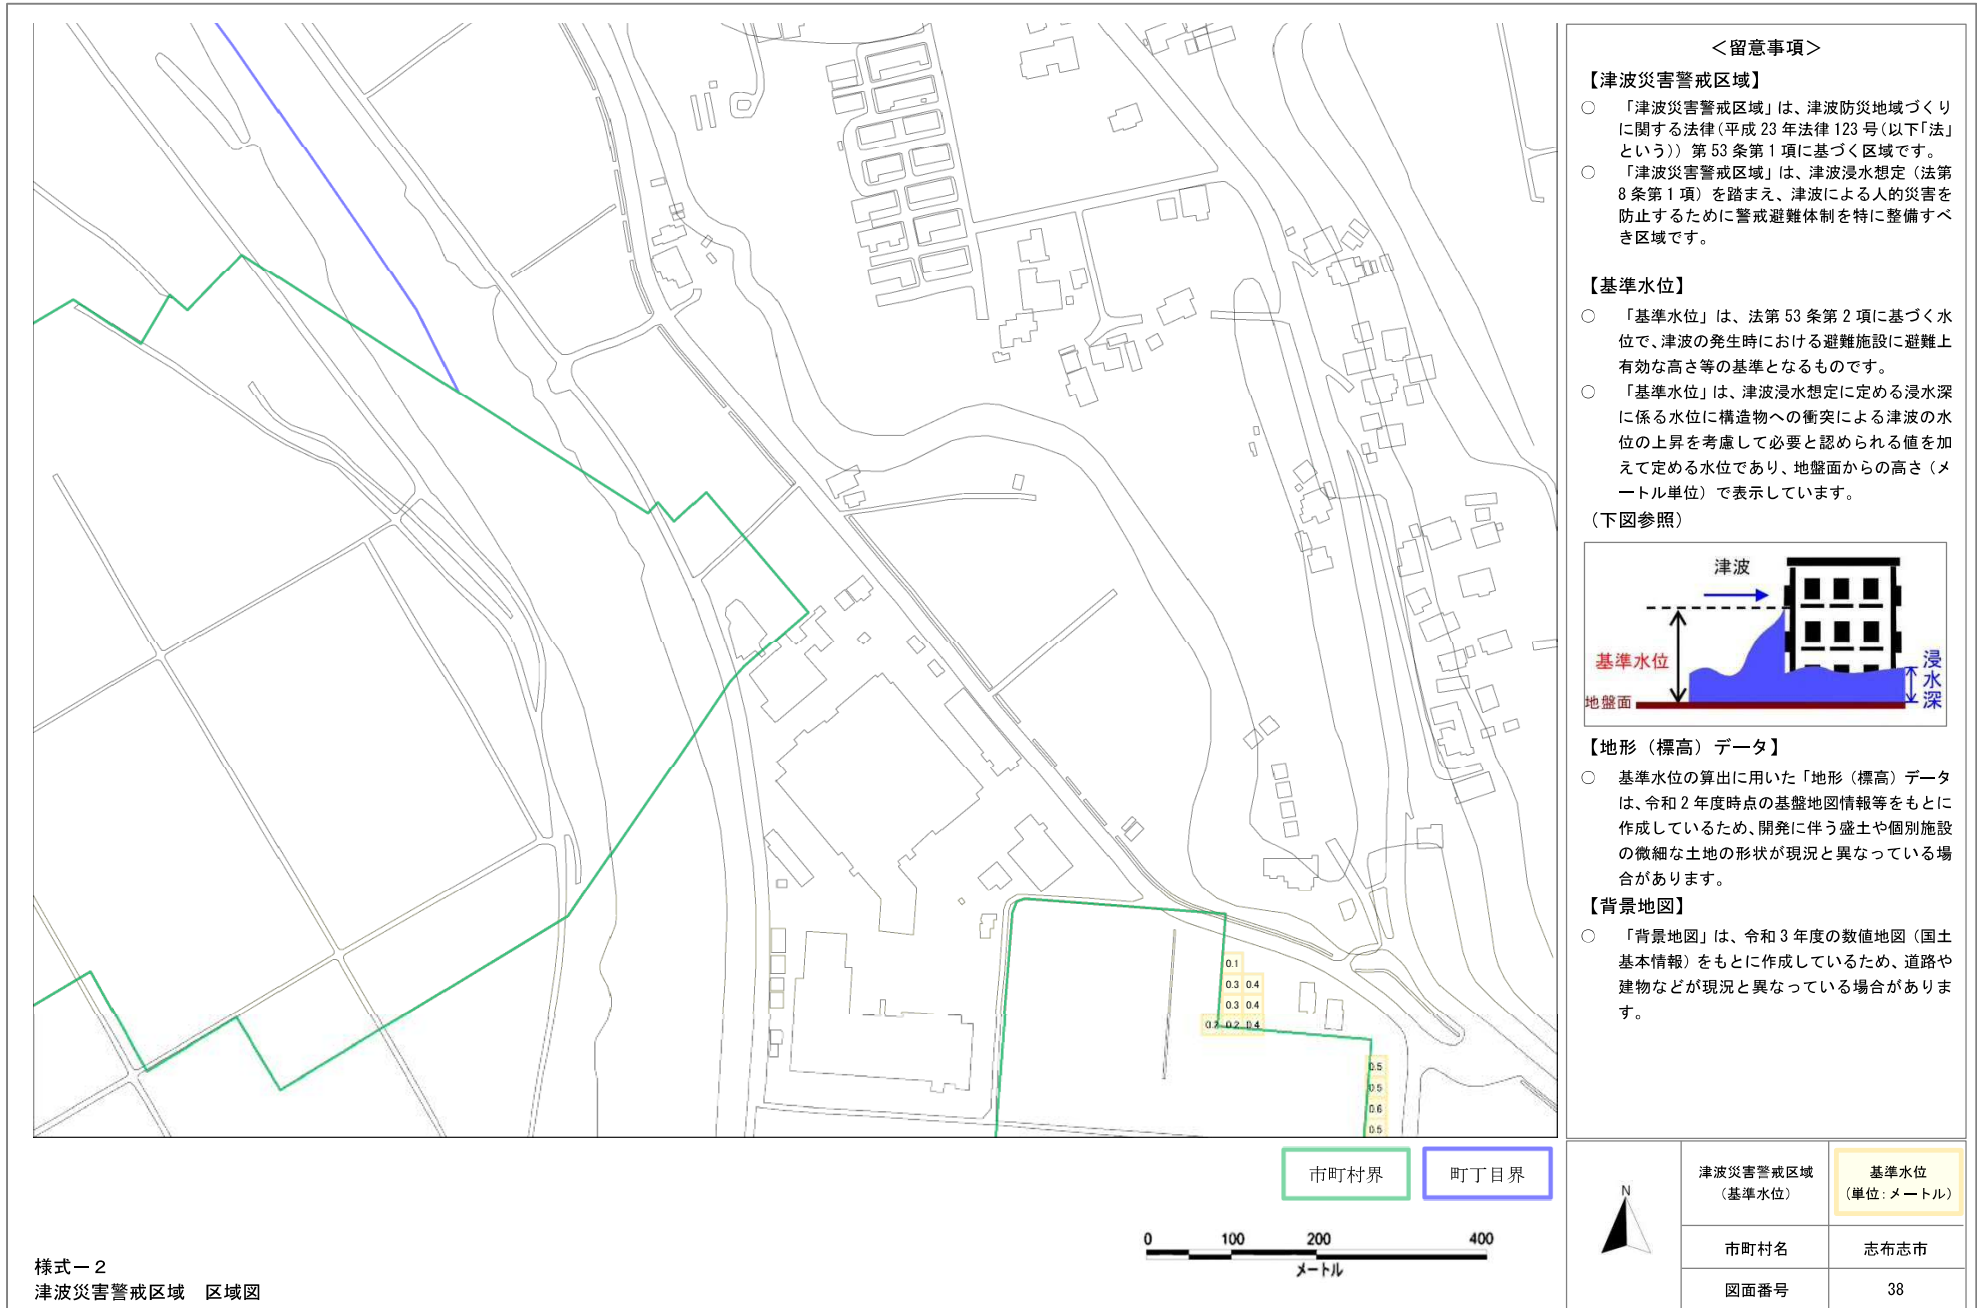 ＜留意事項＞
【津波災害警戒区域】
○　「津波災害警戒区域」は、津波防災地域づくり
に関する法律（平成23年法律123号（以下「法」
という））第53条第1項に基づく区域です。
○　「津波災害警戒区域」は、津波浸水想定（法第
8条第1項）を踏まえ、津波による人的災害を
防止するために警戒避難体制を特に整備すべ
き区域です。
【基準水位】
○　「基準水位」は、法第53条第2項に基づく水
位で、津波の発生時における避難施設に避難上
有効な高さ等の基準となるものです。
○　「基準水位」は、津波浸水想定に定める浸水深
に係る水位に構造物への衝突による津波の水
位の上昇を考慮して必要と認められる値を加
えて定める水位であり、地盤面からの高さ（メ
ートル単位）で表示しています。
（下図参照）
津波
基準水位
地盤面
浸水深
【地形（標高）データ】
○　基準水位の算出に用いた「地形（標高）データ
は、令和2年度時点の基盤地図情報等をもとに
作成しているため、開発に伴う盛土や個別施設
の微細な土地の形状が現況と異なっている場
合があります。
【背景地図】
○　「背景地図」は、令和3年度の数値地図（国土
基本情報）をもとに作成しているため、道路や
建物などが現況と異なっている場合がありま
す。
0.1
0.3 0.4
0.3 0.4
0.2 0.2 0.4
0.5
0.5
0.6
0.5
市町村界
町丁目界
0 100 200 400
メートル
様式－2
津波災害警戒区域　区域図
N
津波災害警戒区域
（基準水位）
基準水位
（単位：メートル）
市町村名
志布志市
図面番号
38